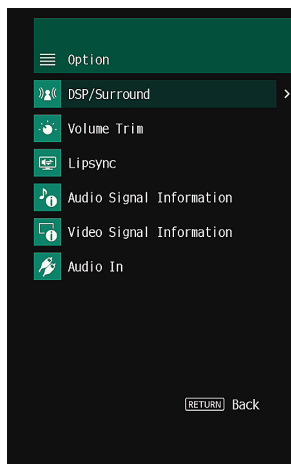 Option
DSP/Surround
Volume Trim
Lipsync
Audio Signal Information
Video Signal Information
Audio In
RETURN Back